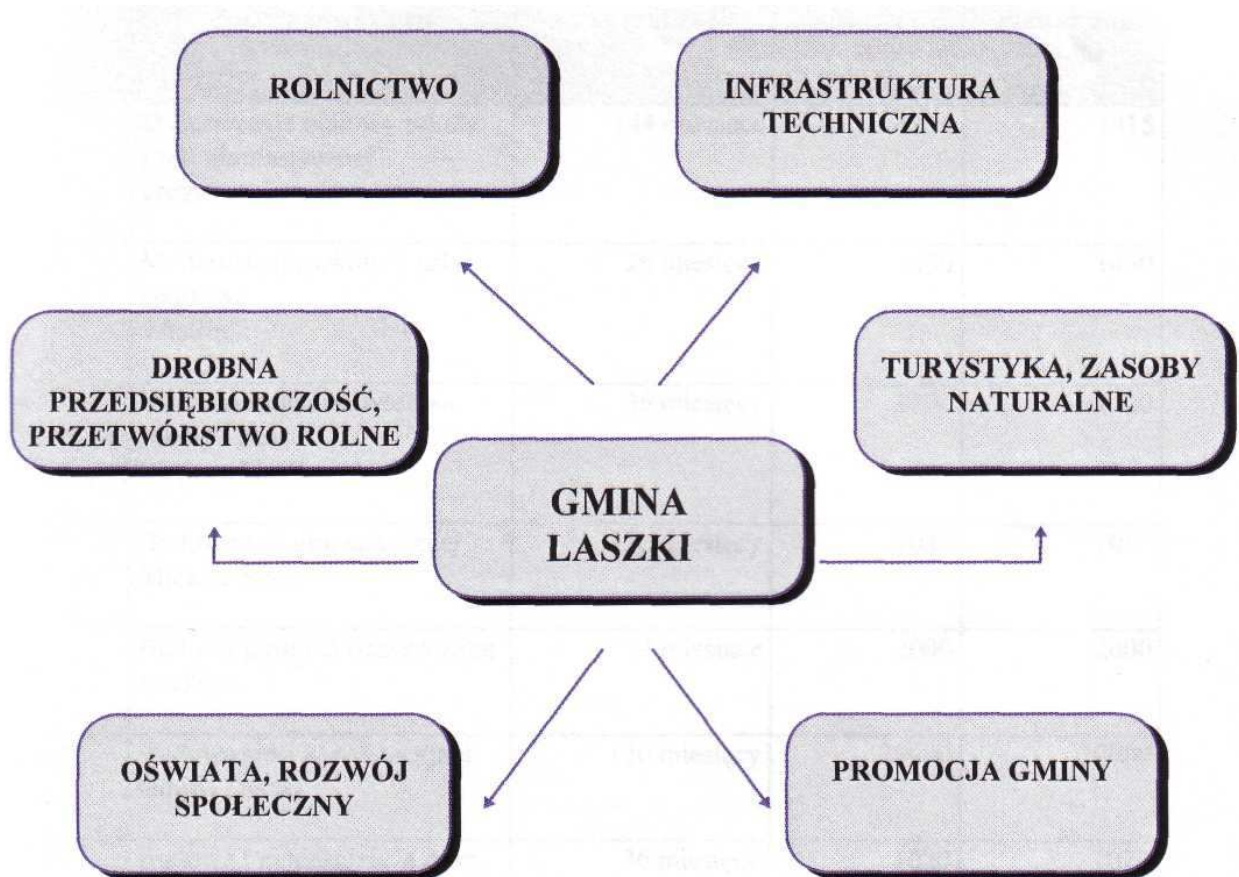 ROLNICTWO
INFRASTRUKTURA
TECHNICZNA
DROBNA
PRZEDSIĘBIORCZOŚĆ,
PRZETWÓRSTWO ROLNE
TURYSTYKA, ZASOBY
NATURALNE
GMINA
LASZKI
OŚWIATA, ROZWÓJ
SPOŁECZNY
PROMOCJA GMINY